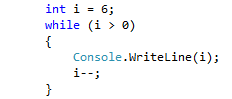 int i = 6;
while (i > 0)
{
    Console.WriteLine(i);
    i--;
}